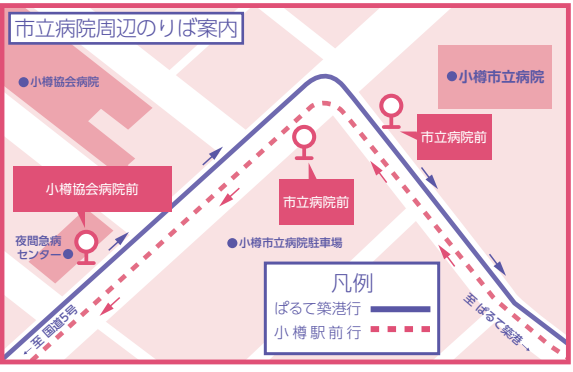 市立病院周辺のりば案内
●小樽協会病院
●小樽市立病院
市立病院前
小樽協会病院前
市立病院前
夜間急病
センター●
●小樽市立病院駐車場
凡例
ぱるて築港行
小樽駅前行
←至 国道5号
至 ぱるて築港→